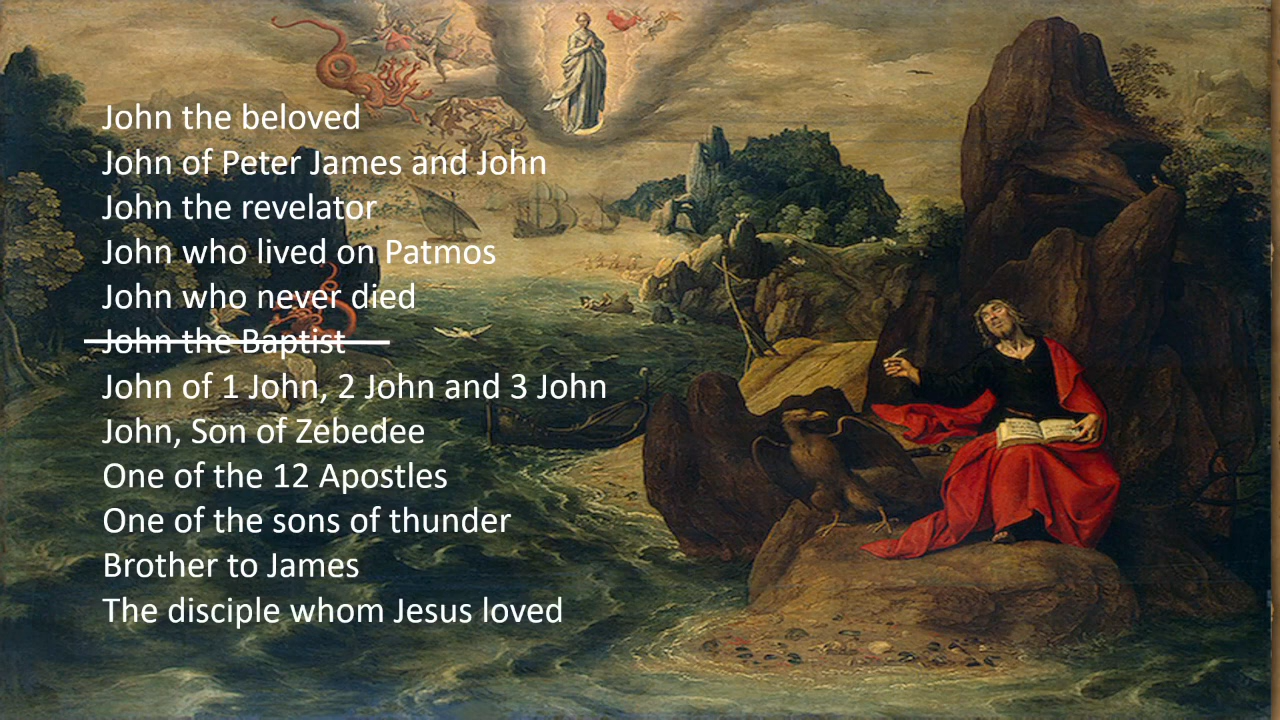 John the beloved
John of Peter James and John
John the revelator
John who lived on Patmos
John who never died
John the Baptist
John of 1 John, 2 John and 3 John
John, Son of Zebedee
One of the 12 Apostles
One of the sons of thunder
Brother to James
The disciple whom Jesus loved